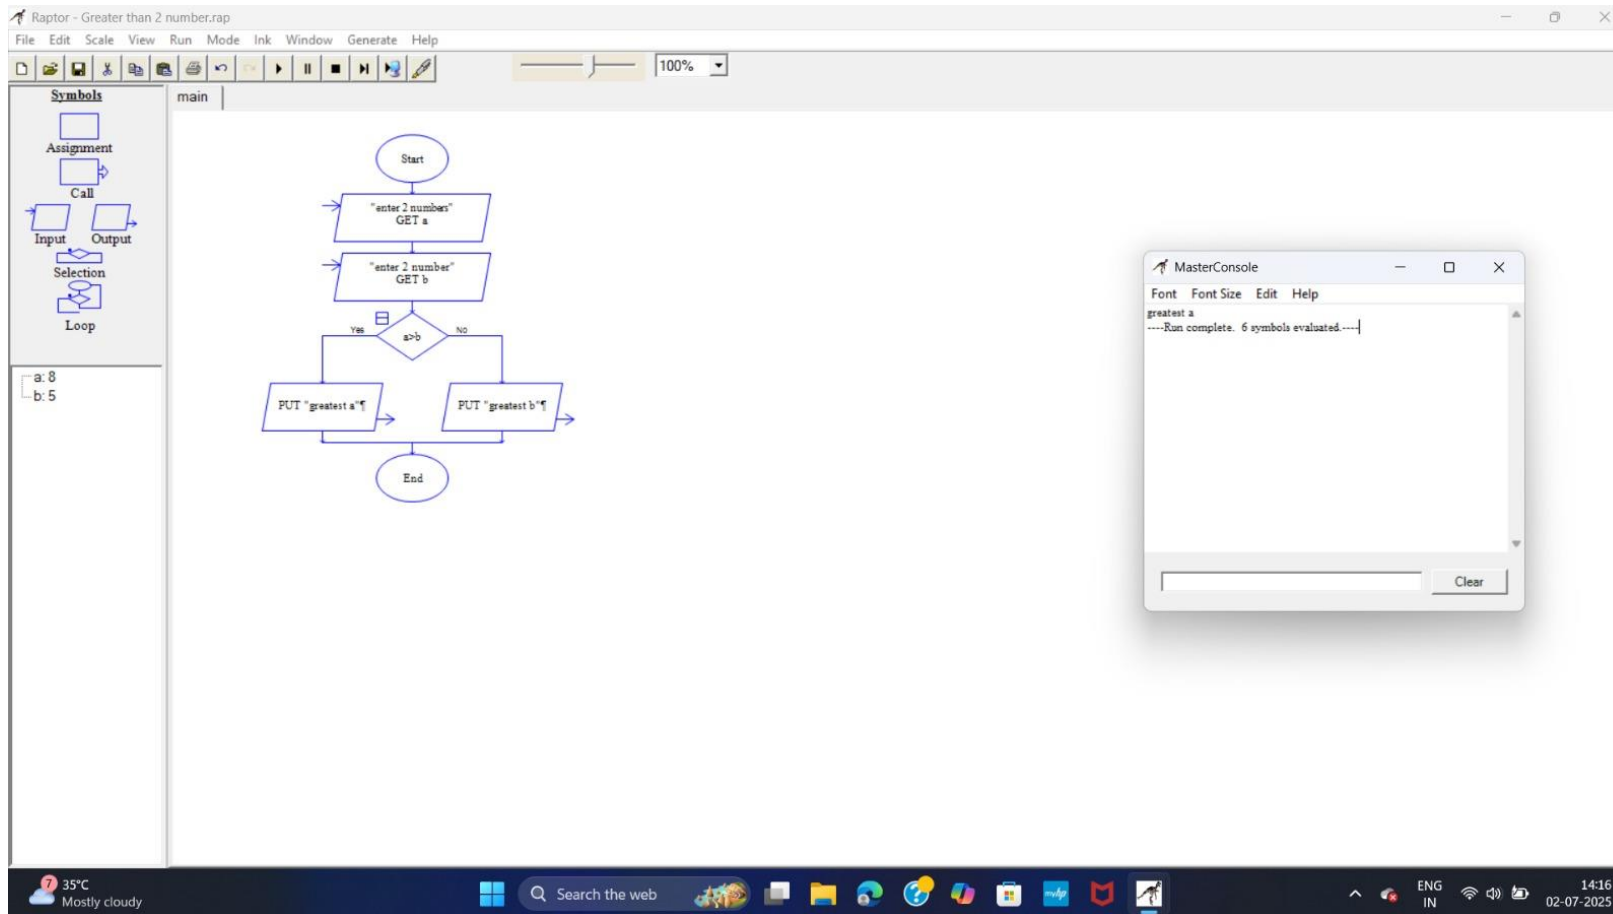 Raptor - Greater than 2 number.rap
File Edit Scale View Run Mode Ink Window Generate Help
100%
Symbols
Assignment
Call
Input Output
Selection
Loop
a: 8
b: 5
main
Start
"enter 2 numbers"
GET a
"enter 2 number"
GET b
Yes a>b No
PUT "greatest a"¶ PUT "greatest b"¶
End
MasterConsole
Font Font Size Edit Help
greatest a
----Run complete.  6 symbols evaluated.----
Clear
7
35°C
Mostly cloudy
Search the web
mvhp
ENG
IN
14:16
02-07-2025